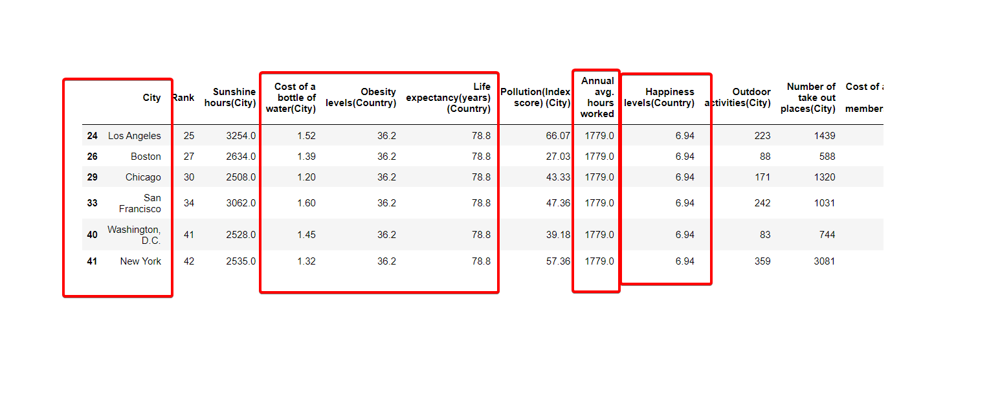 City Rank Sunshine hours(City) Cost of a bottle of water(City) Obesity levels(Country) Life expectancy(years) (Country) Pollution(Index score) (City) Annual avg. hours worked Happiness levels(Country) Outdoor activities(City) Number of take out places(City) Cost of a member
24 Los Angeles 25 3254.0 1.52 36.2 78.8 66.07 1779.0 6.94 223 1439
26 Boston 27 2634.0 1.39 36.2 78.8 27.03 1779.0 6.94 88 588
29 Chicago 30 2508.0 1.20 36.2 78.8 43.33 1779.0 6.94 171 1320
33 San Francisco 34 3062.0 1.60 36.2 78.8 47.36 1779.0 6.94 242 1031
40 Washington, D.C. 41 2528.0 1.45 36.2 78.8 39.18 1779.0 6.94 83 744
41 New York 42 2535.0 1.32 36.2 78.8 57.36 1779.0 6.94 359 3081